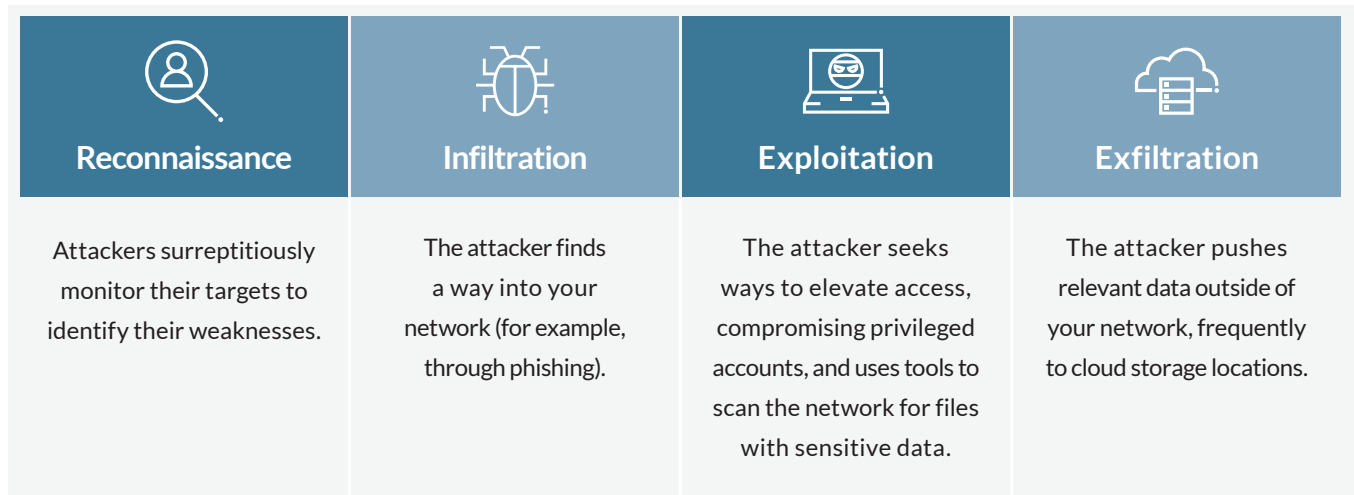 Reconnaissance
Attackers surreptitiously
monitor their targets to
identify their weaknesses.
Infiltration
The attacker finds
a way into your
network (for example,
through phishing).
Exploitation
The attacker seeks
ways to elevate access,
compromising privileged
accounts, and uses tools to
scan the network for files
with sensitive data.
Exfiltration
The attacker pushes
relevant data outside of
your network, frequently
to cloud storage locations.